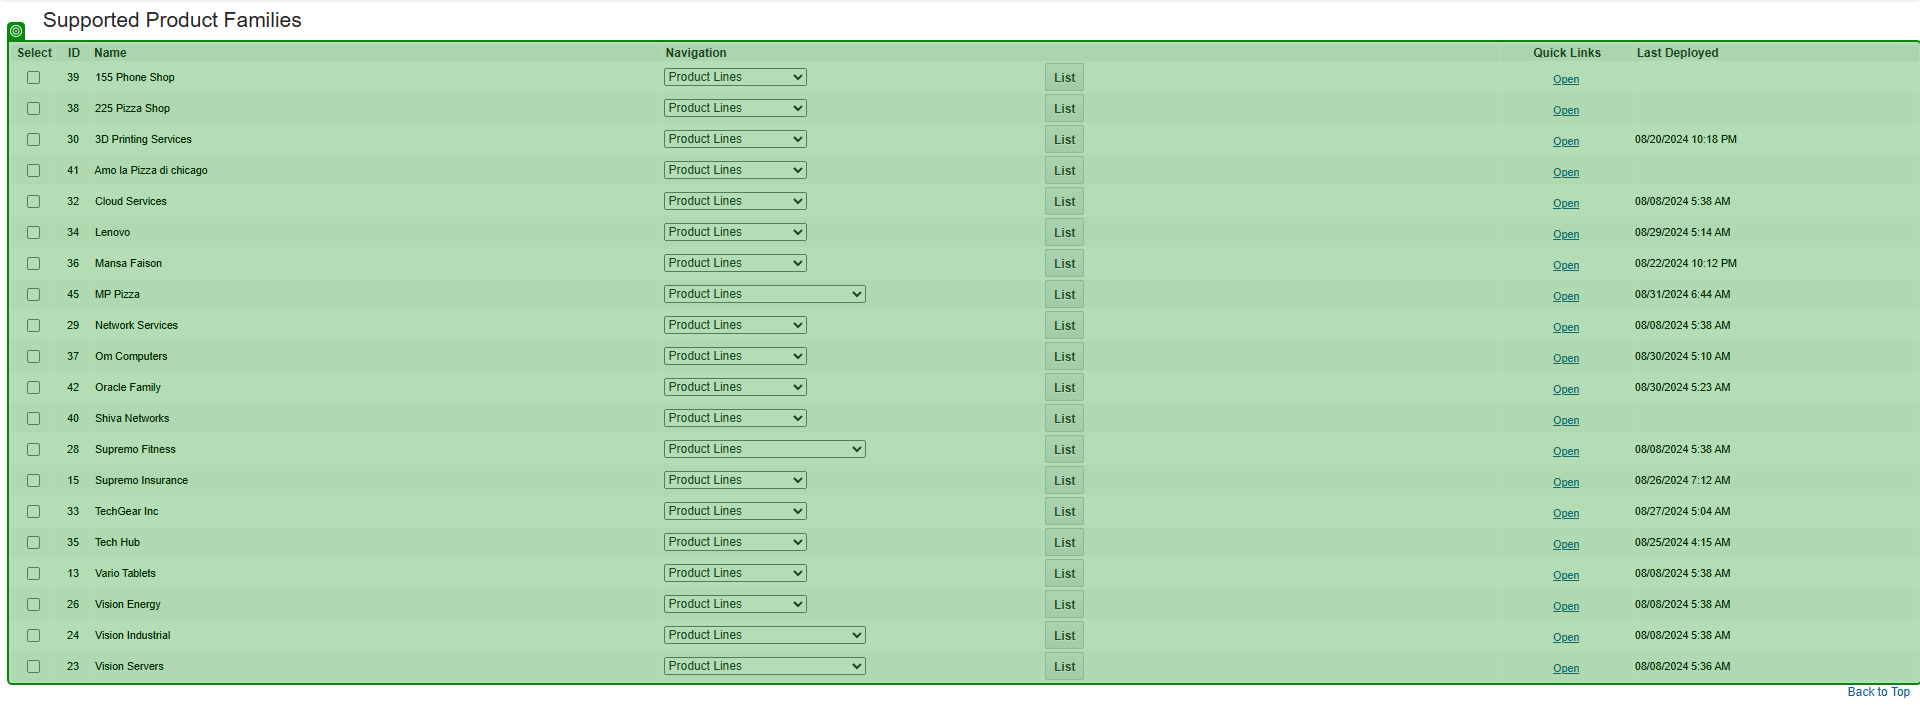 Supported Product Families
Select ID Name Navigation Quick Links Last Deployed
39 155 Phone Shop Product Lines List Open
38 225 Pizza Shop Product Lines List Open
30 3D Printing Services Product Lines List Open 08/20/2024 10:18 PM
41 Amo la Pizza di chicago Product Lines List Open
32 Cloud Services Product Lines List Open 08/08/2024 5:38 AM
34 Lenovo Product Lines List Open 08/29/2024 5:14 AM
36 Mansa Faison Product Lines List Open 08/22/2024 10:12 PM
45 MP Pizza Product Lines List Open 08/31/2024 6:44 AM
29 Network Services Product Lines List Open 08/08/2024 5:38 AM
37 Om Computers Product Lines List Open 08/30/2024 5:10 AM
42 Oracle Family Product Lines List Open 08/30/2024 5:23 AM
40 Shiva Networks Product Lines List Open
28 Supremo Fitness Product Lines List Open 08/08/2024 5:38 AM
15 Supremo Insurance Product Lines List Open 08/26/2024 7:12 AM
33 TechGear Inc Product Lines List Open 08/27/2024 5:04 AM
35 Tech Hub Product Lines List Open 08/25/2024 4:15 AM
13 Vario Tablets Product Lines List Open 08/08/2024 5:38 AM
26 Vision Energy Product Lines List Open 08/08/2024 5:38 AM
24 Vision Industrial Product Lines List Open 08/08/2024 5:38 AM
23 Vision Servers Product Lines List Open 08/08/2024 5:36 AM
Back to Top